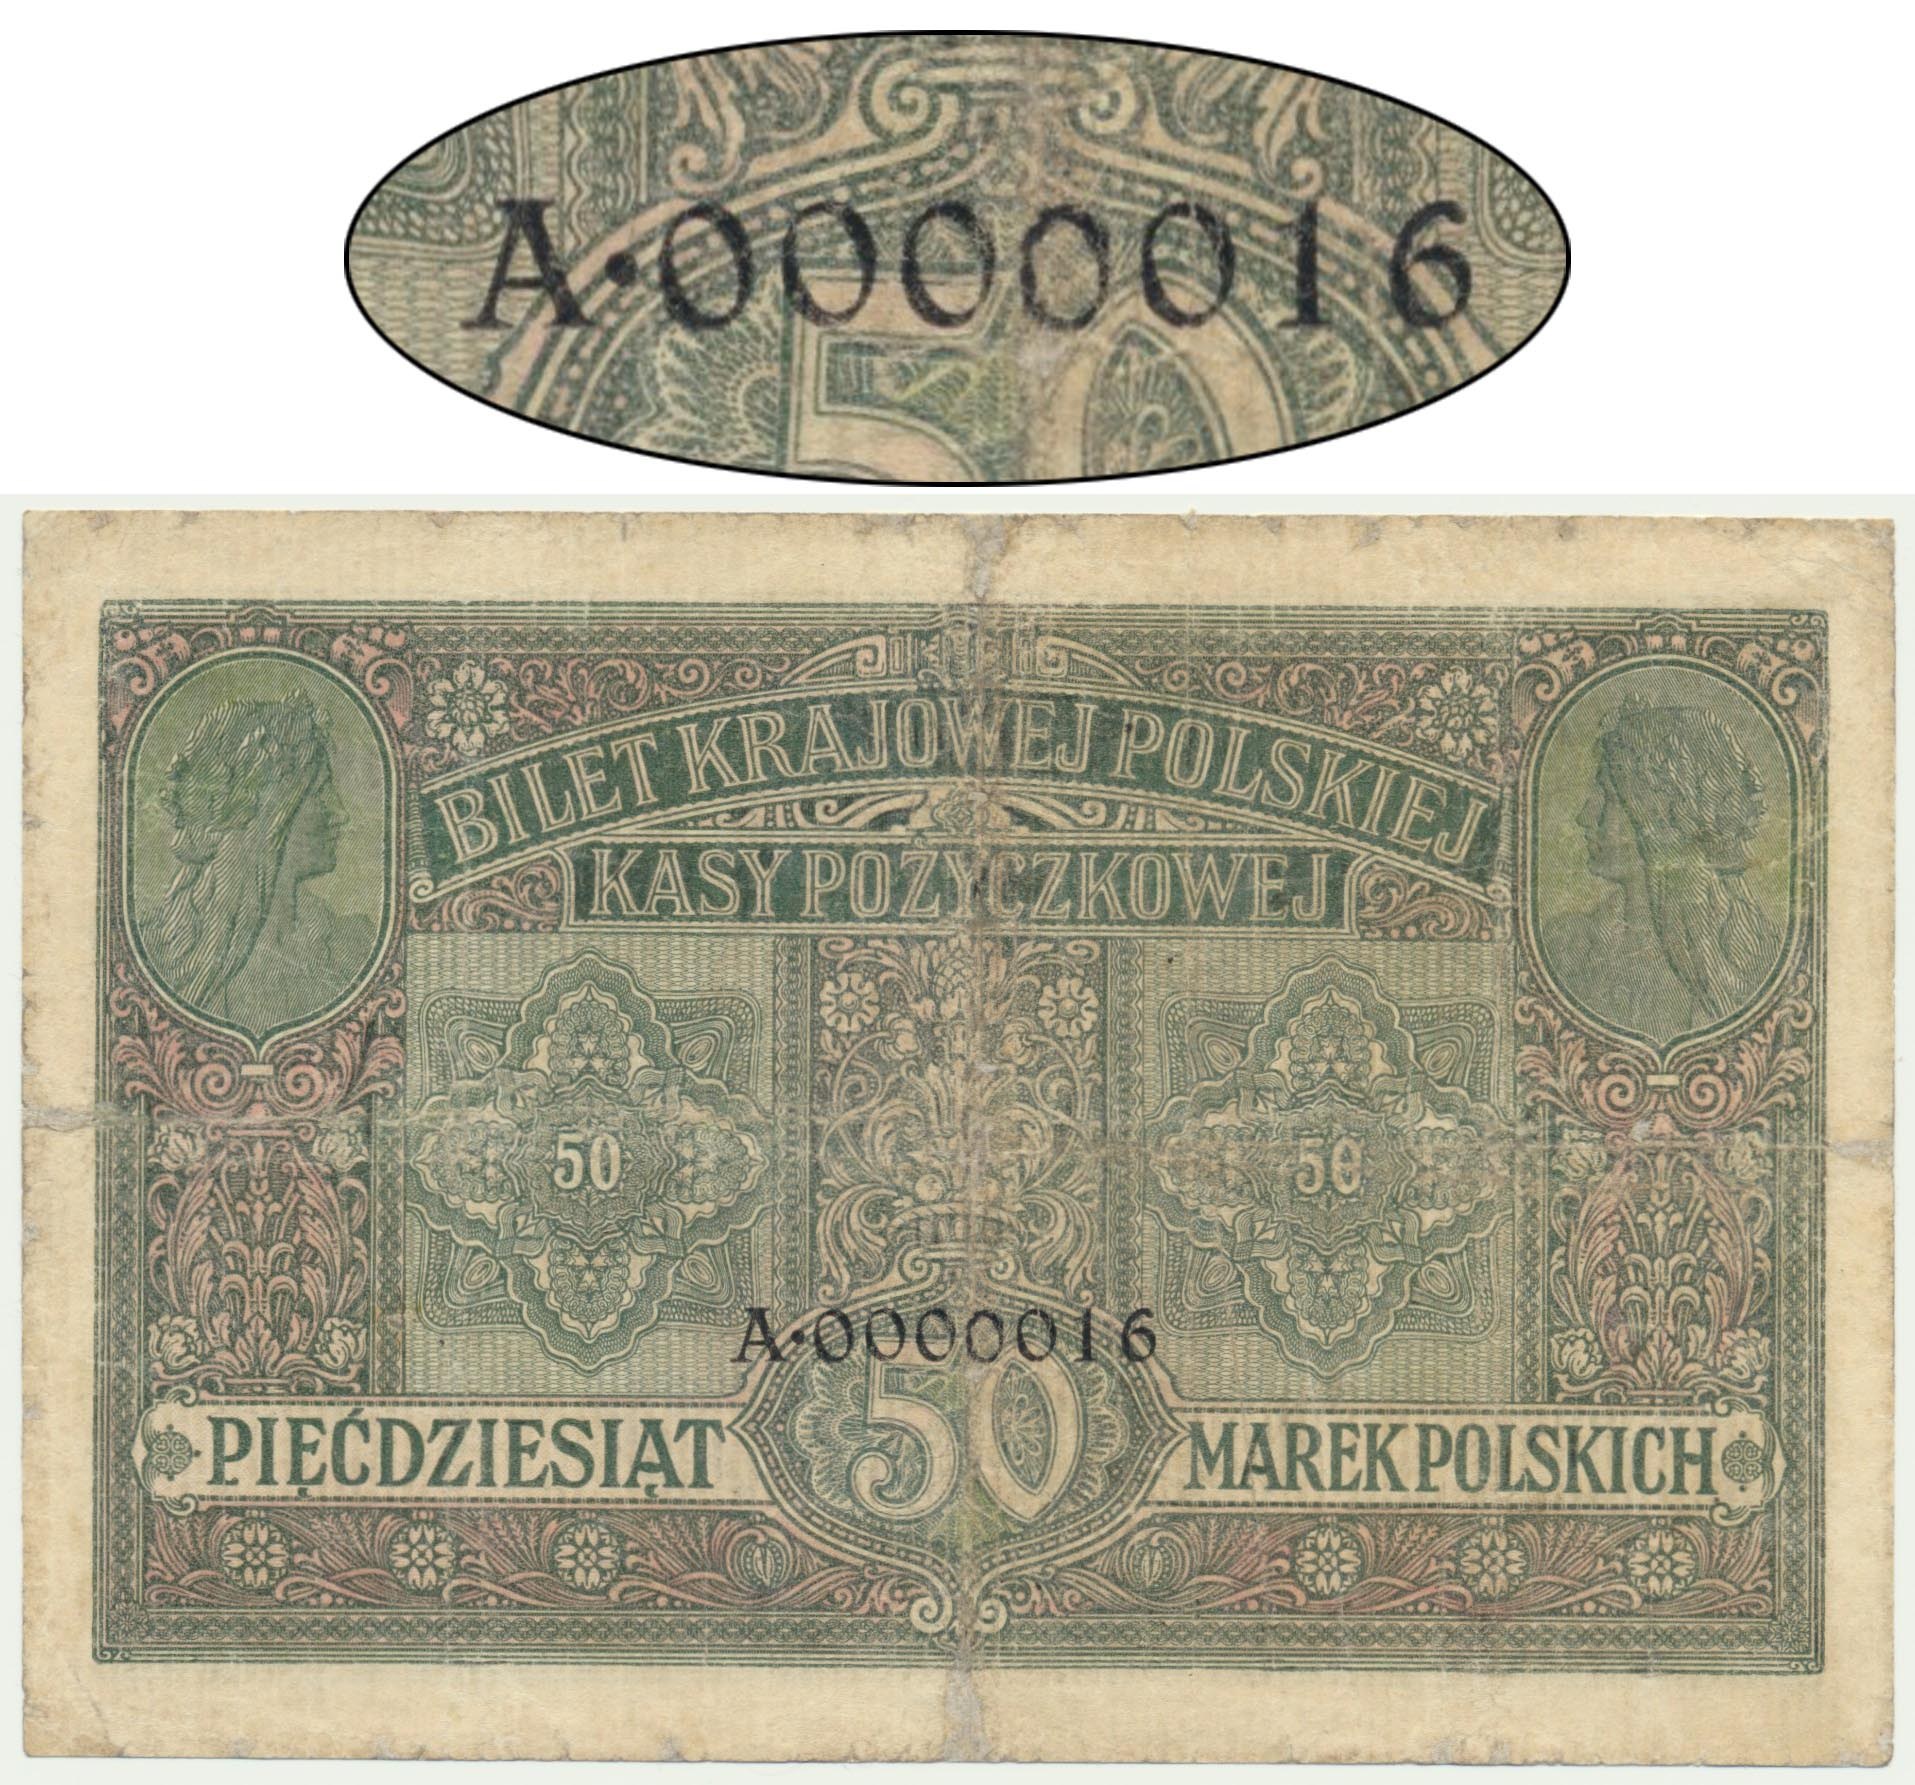 A·0000016
BILET KRAJOWEJ POLSKIEJ
KASY POŻYCZKOWEJ
50 50
A·0000016
PIĘĆDZIESIĄT 50 MAREK POLSKICH